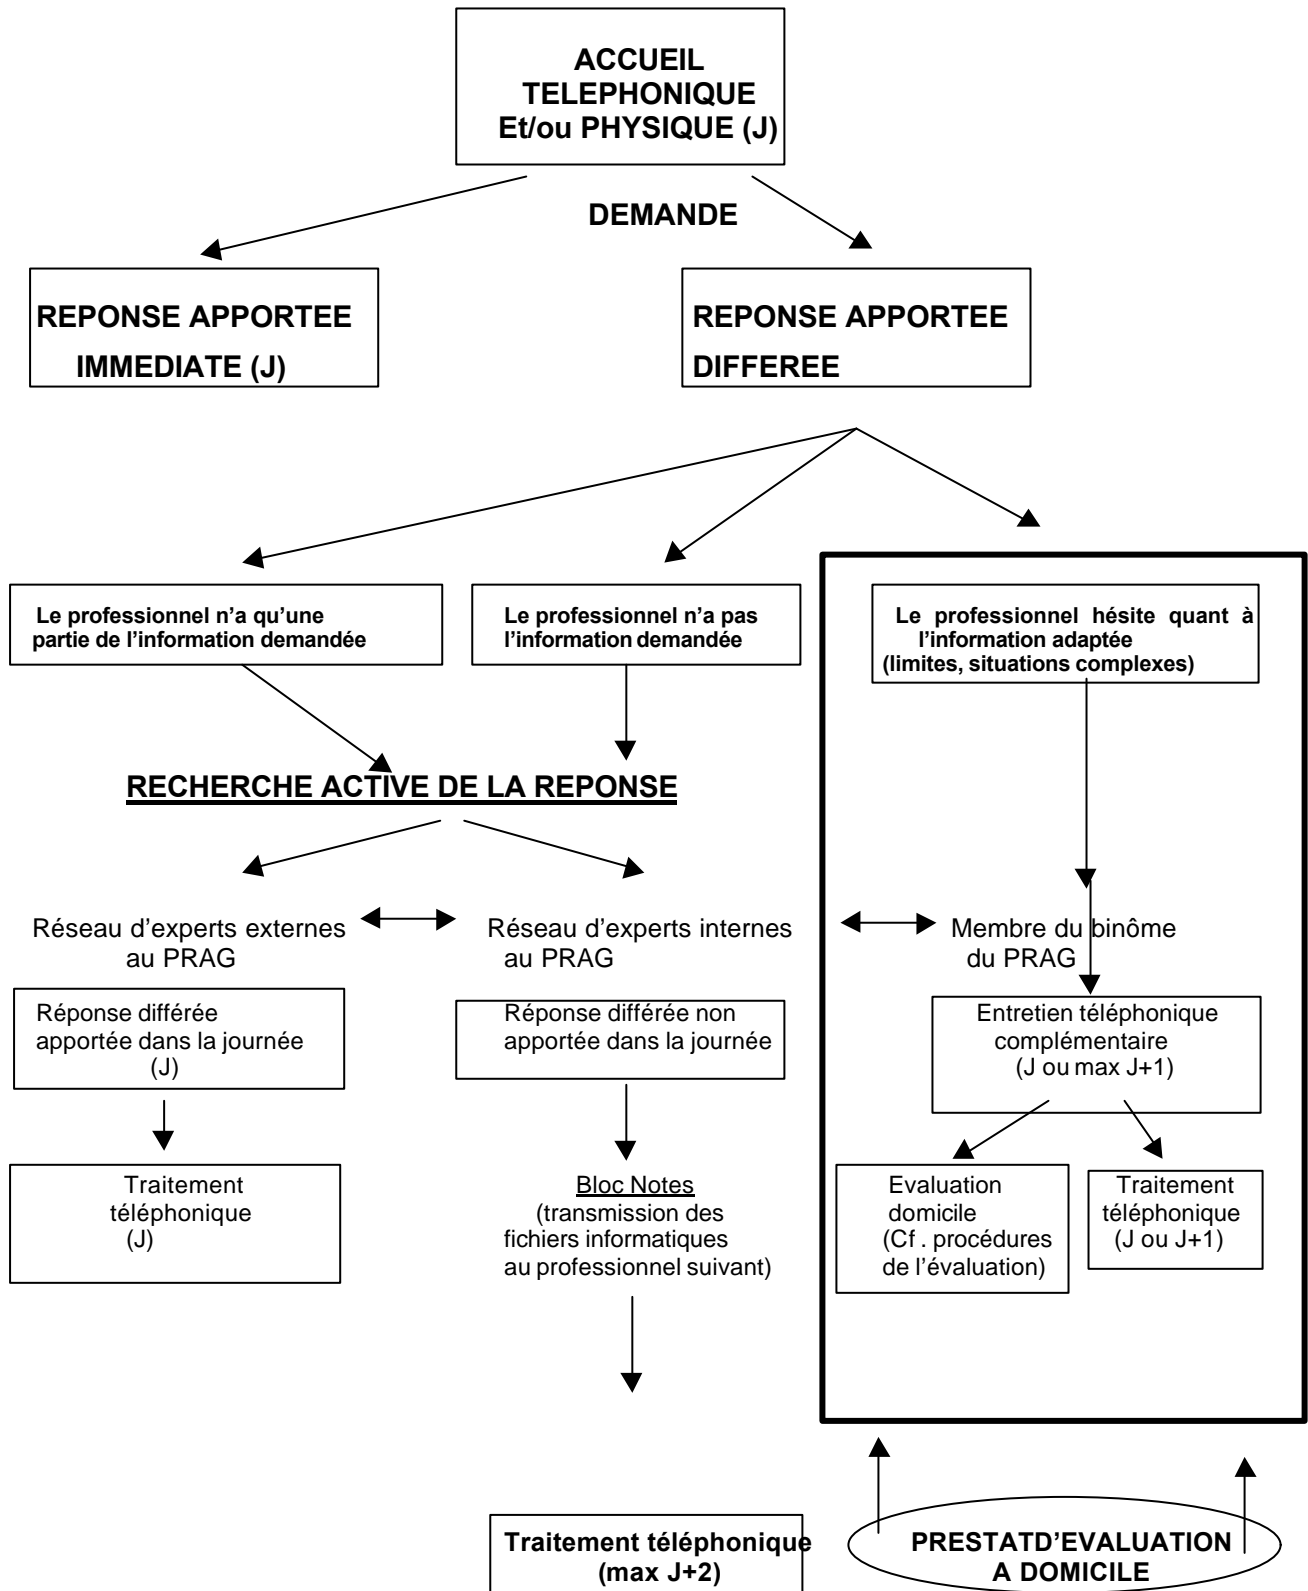 ACCUEIL
TELEPHONIQUE
Et/ou PHYSIQUE (J)
DEMANDE
REPONSE APPORTEE
IMMEDIATE (J)
REPONSE APPORTEE
DIFFEREE
Le professionnel n'a qu'une
partie de l'information demandée
Le professionnel n'a pas
l'information demandée
Le professionnel hésite quant à
l'information adaptée
(limites, situations complexes)
RECHERCHE ACTIVE DE LA REPONSE
Réseau d'experts externes
au PRAG
Réseau d'experts internes
au PRAG
Membre du binôme
du PRAG
Réponse différée
apportée dans la journée
(J)
Réponse différée non
apportée dans la journée
Entretien téléphonique
complémentaire
(J ou max J+1)
Traitement
téléphonique
(J)
Bloc Notes
(transmission des
fichiers informatiques
au professionnel suivant)
Evaluation
domicile
(Cf . procédures
de l'évaluation)
Traitement
téléphonique
(J ou J+1)
Traitement téléphonique
(max J+2)
PRESTATD'EVALUATION
A DOMICILE